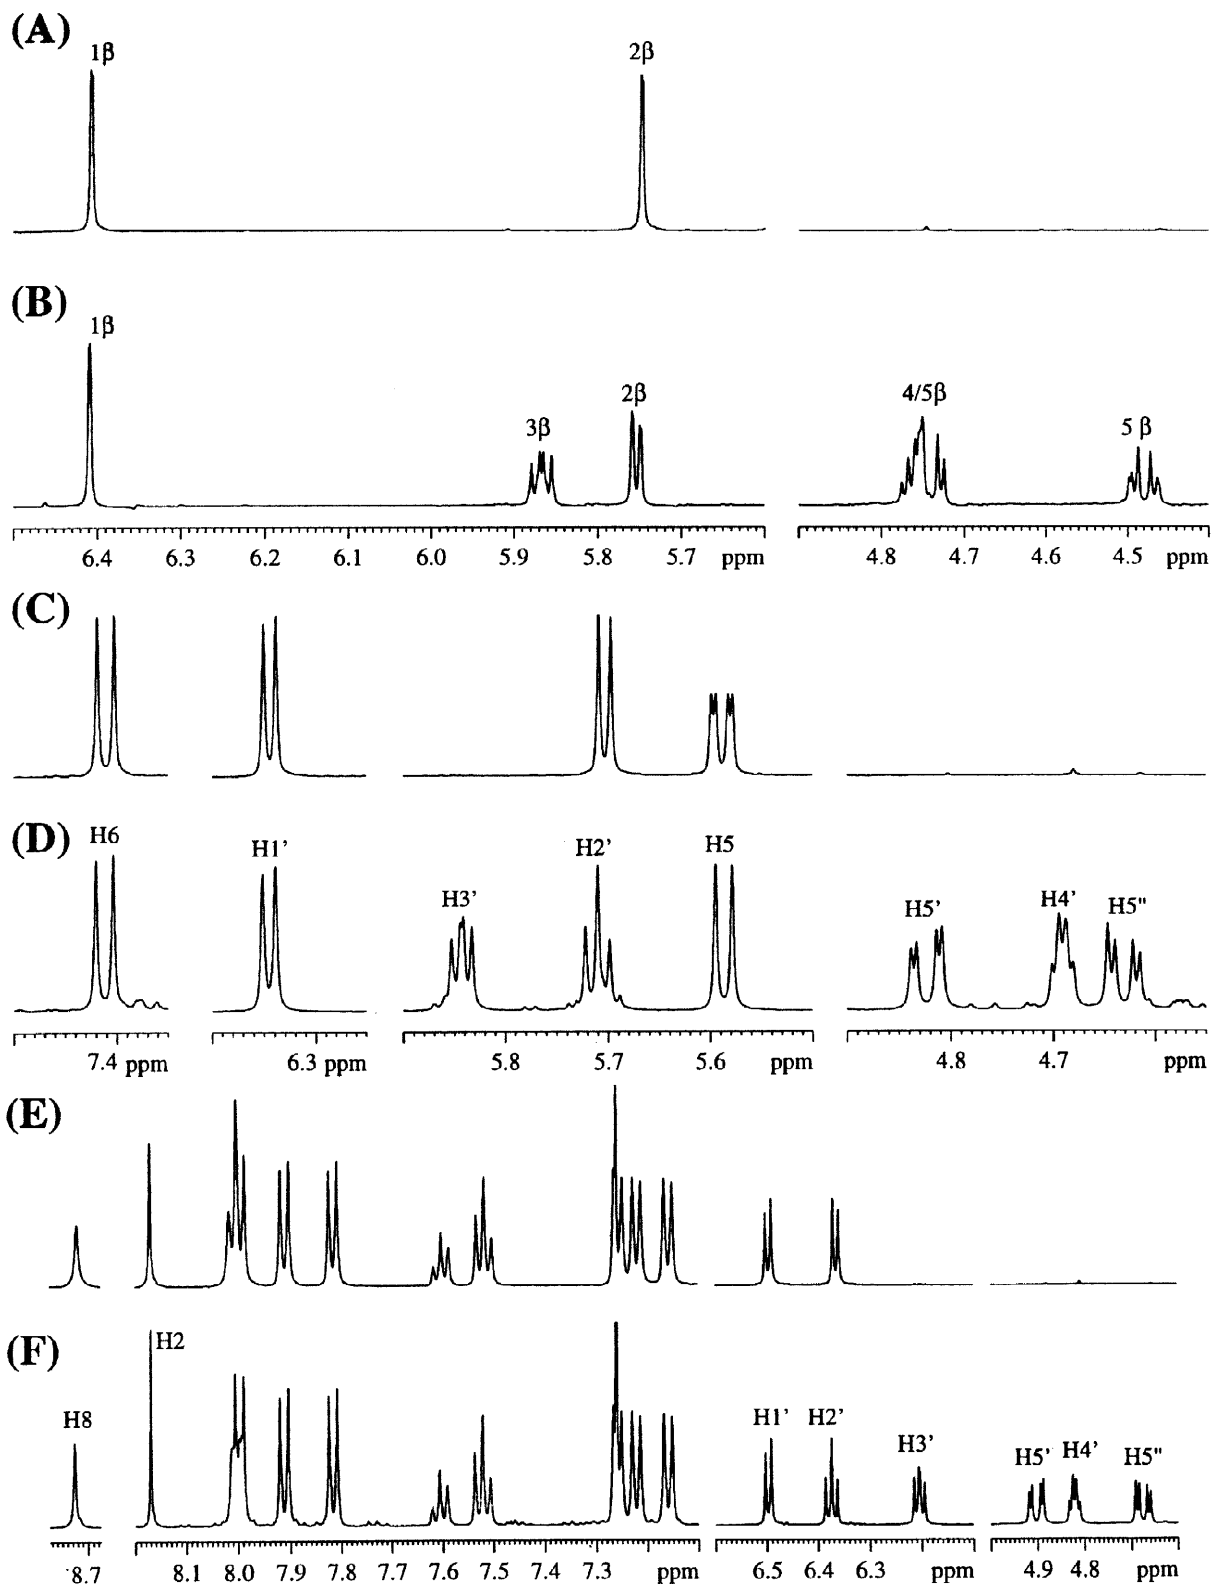 (A)
1β 2β
(B)
1β 3β 2β 4/5β 5 β
6.4 6.3 6.2 6.1 6.0 5.9 5.8 5.7 ppm 4.8 4.7 4.6 4.5 ppm
(C)
(D)
H6 H1’ H3’ H2’ H5 H5’ H4’ H5"
7.4 ppm 6.3 ppm 5.8 5.7 5.6 ppm 4.8 4.7 ppm
(E)
(F)
H8 H2 H1’ H2’ H3’ H5’ H4’ H5"
8.7 8.1 8.0 7.9 7.8 7.7 7.6 7.5 7.4 7.3 ppm 6.5 6.4 6.3 ppm 4.9 4.8 ppm